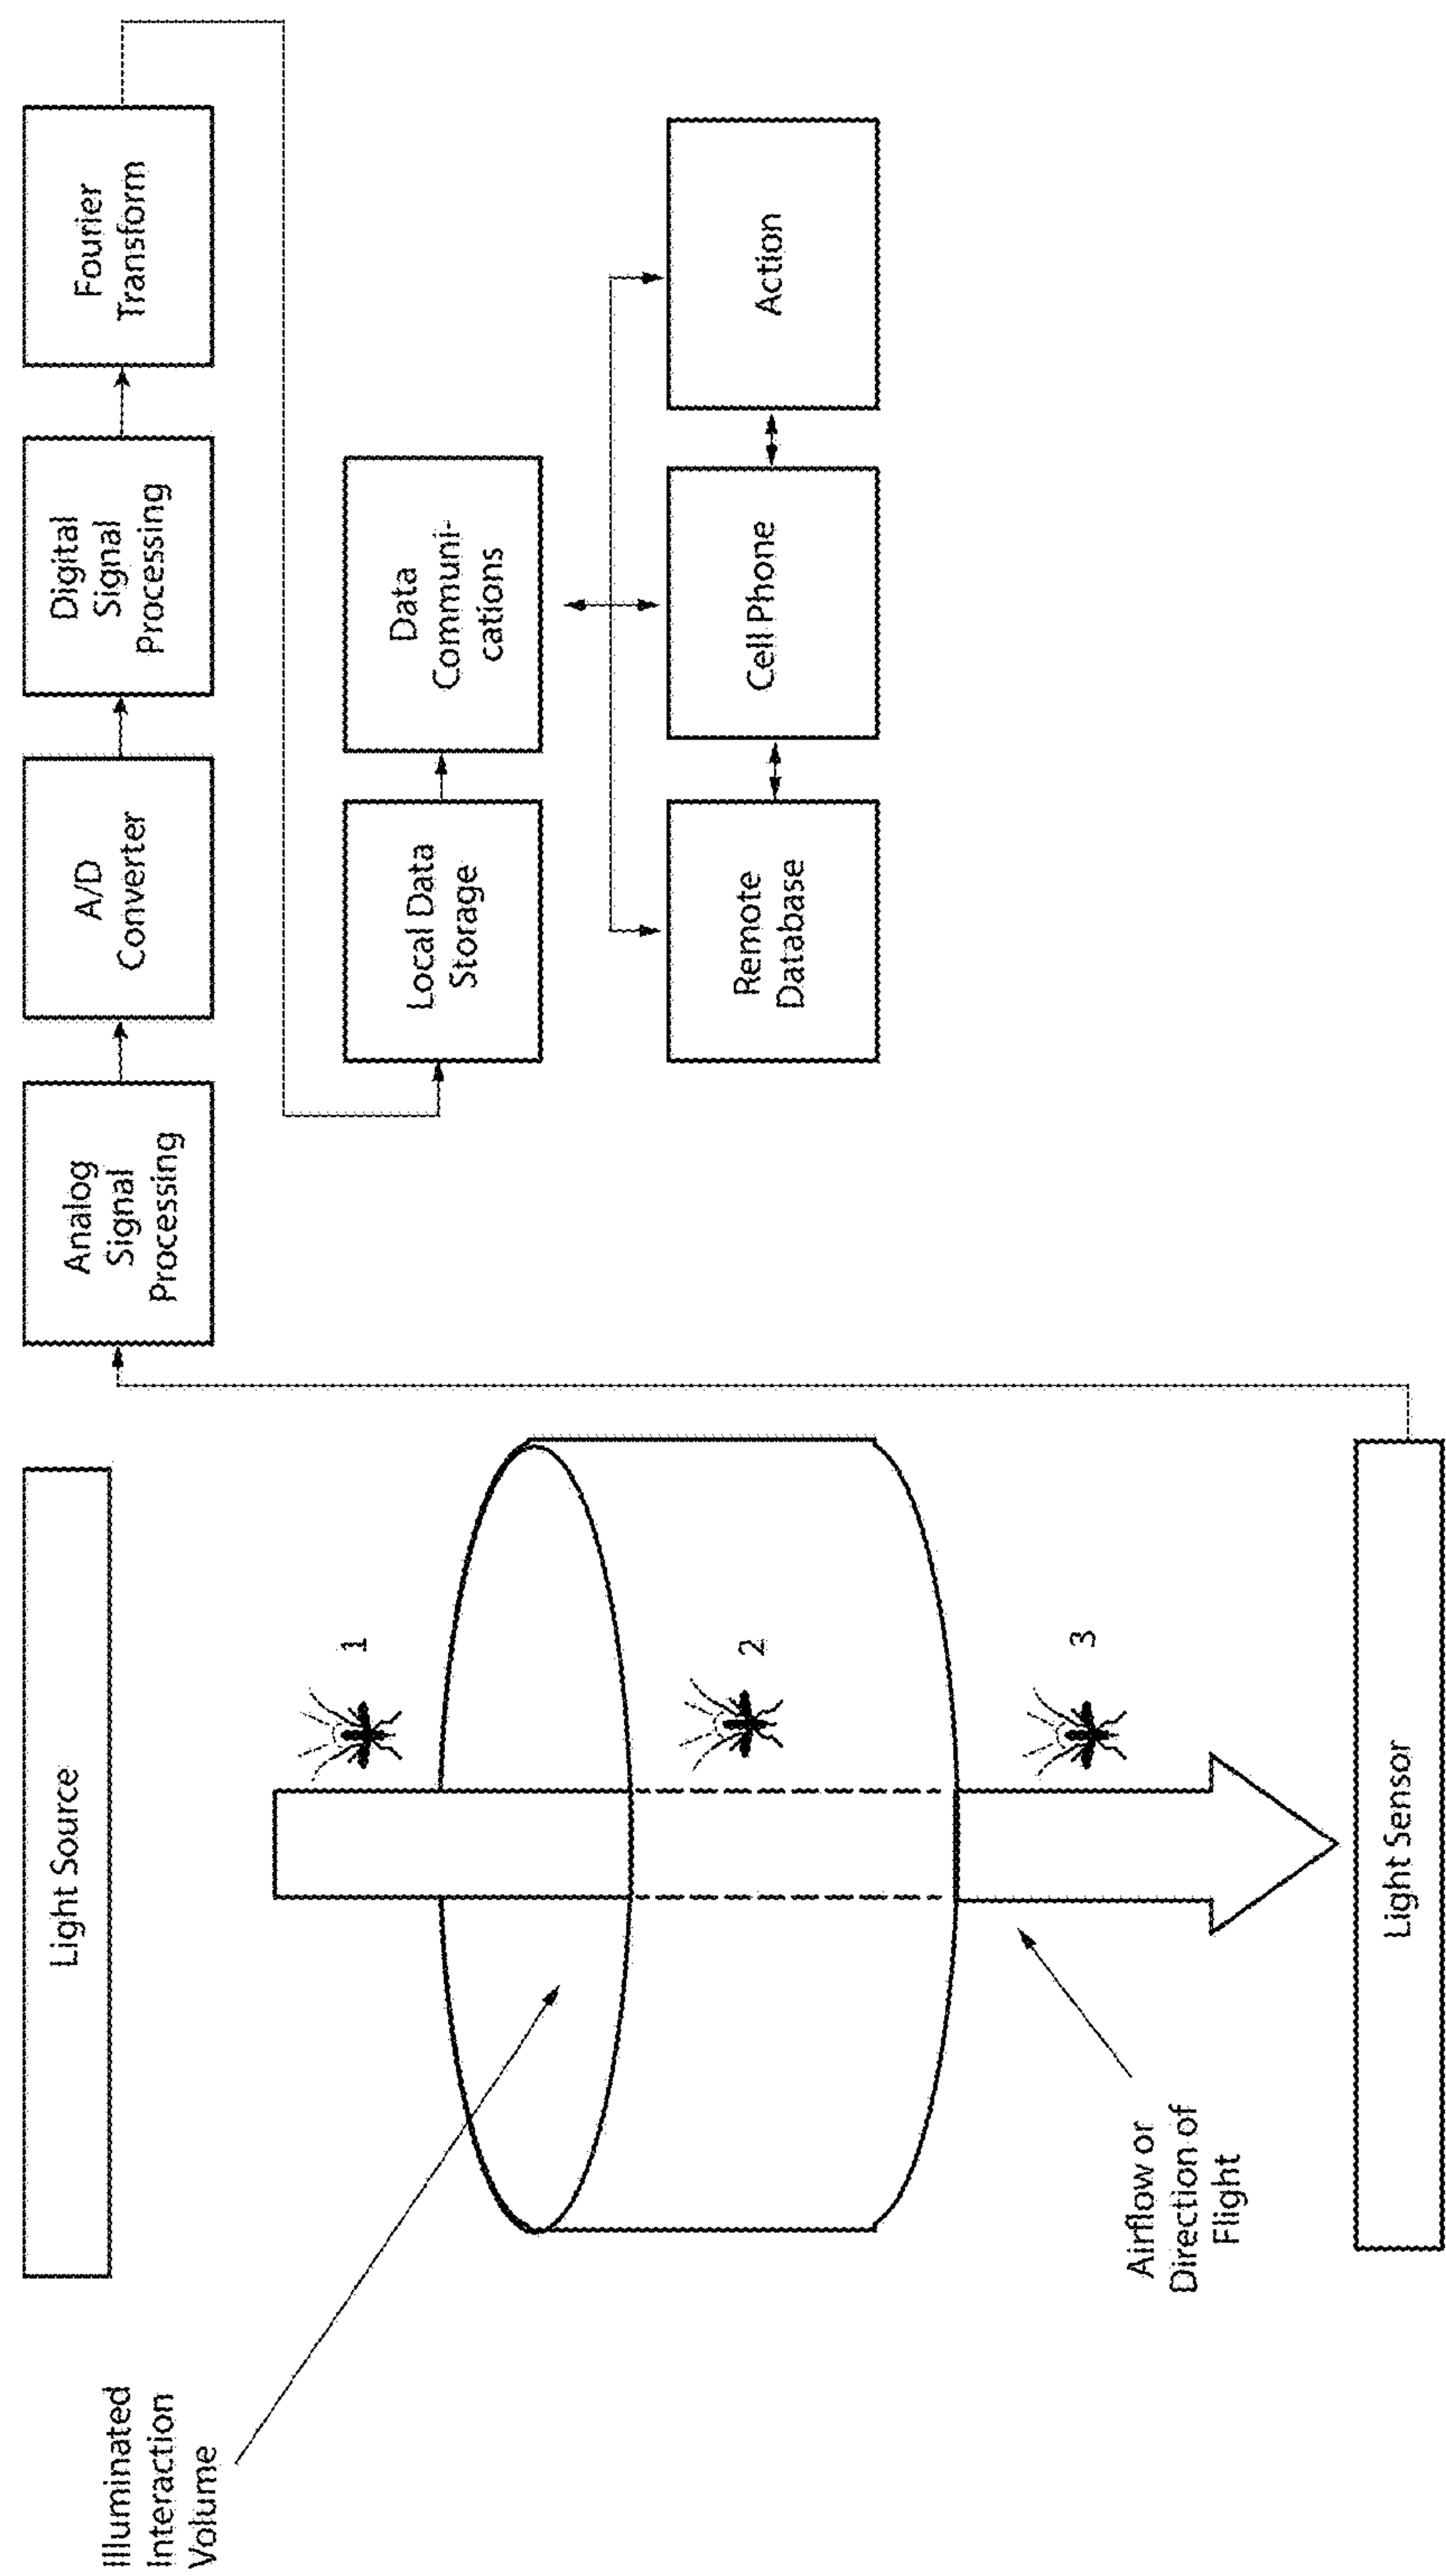 Illuminated
Interaction
Volume
Light Source
1
2
3
Airflow or
Direction of
Flight
Light Sensor
Analog
Signal
Processing
A/D
Converter
Digital
Signal
Processing
Fourier
Transform
Local Data
Storage
Data
Communi-
cations
Remote
Database
Cell Phone
Action